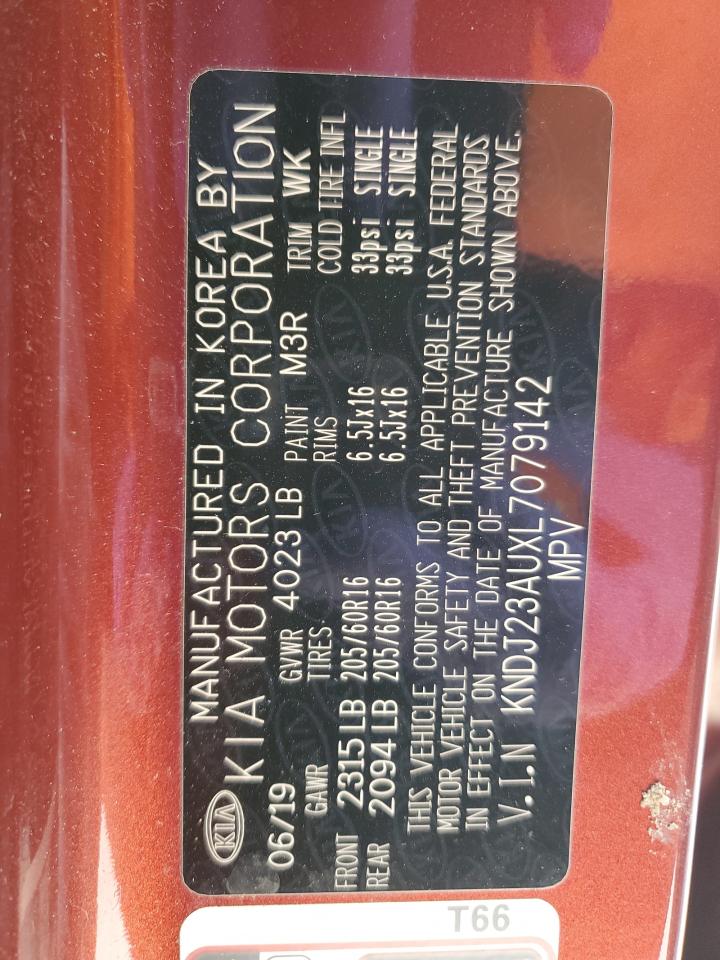 MANUFACTURED IN KOREA BY
KIA KIA MOTORS CORPORATION
06/19 GVWR 4023 LB PAINT M3R TRIM WK
GAWR TIRES RIMS COLD TIRE INFL
FRONT 2315 LB 205/60R16 6.5Jx16 33psi SINGLE
REAR 2094 LB 205/60R16 6.5Jx16 33psi SINGLE
THIS VEHICLE CONFORMS TO ALL APPLICABLE U.S.A. FEDERAL
MOTOR VEHICLE SAFETY AND THEFT PREVENTION STANDARDS
IN EFFECT ON THE DATE OF MANUFACTURE SHOWN ABOVE.
V.I.N KNDJ23AUXL7079142
MPV
T66